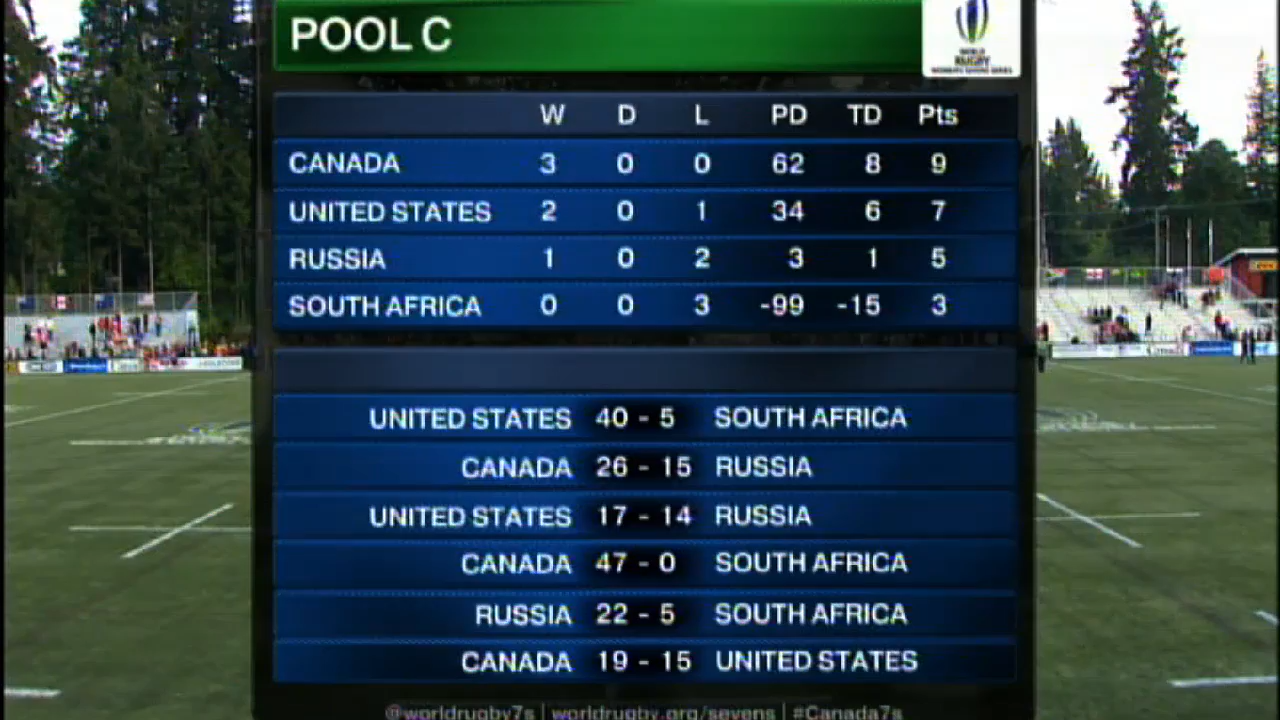 POOL C
WORLD
RUGBY
W D L PD TD Pts
CANADA 3 0 0 62 8 9
UNITED STATES 2 0 1 34 6 7
RUSSIA 1 0 2 3 1 5
SOUTH AFRICA 0 0 3 -99 -15 3
UNITED STATES 40 - 5 SOUTH AFRICA
CANADA 26 - 15 RUSSIA
UNITED STATES 17 - 14 RUSSIA
CANADA 47 - 0 SOUTH AFRICA
RUSSIA 22 - 5 SOUTH AFRICA
CANADA 19 - 15 UNITED STATES
@worldrugby7s | worldrugby.org/sevens | #Canada7s